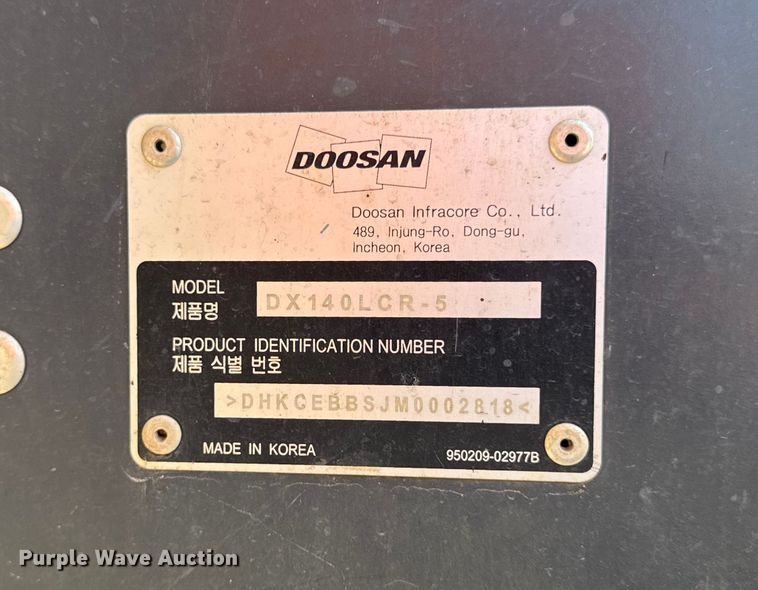 DOOSAN
Doosan Infracore Co., Ltd.
489, Injung-Ro, Dong-gu,
Incheon, Korea
MODEL
제품명
DX140LCR-5
PRODUCT IDENTIFICATION NUMBER
제품 식별 번호
>DHKCEBBSJM0002818<
MADE IN KOREA 950209-02977B
Purple Wave Auction